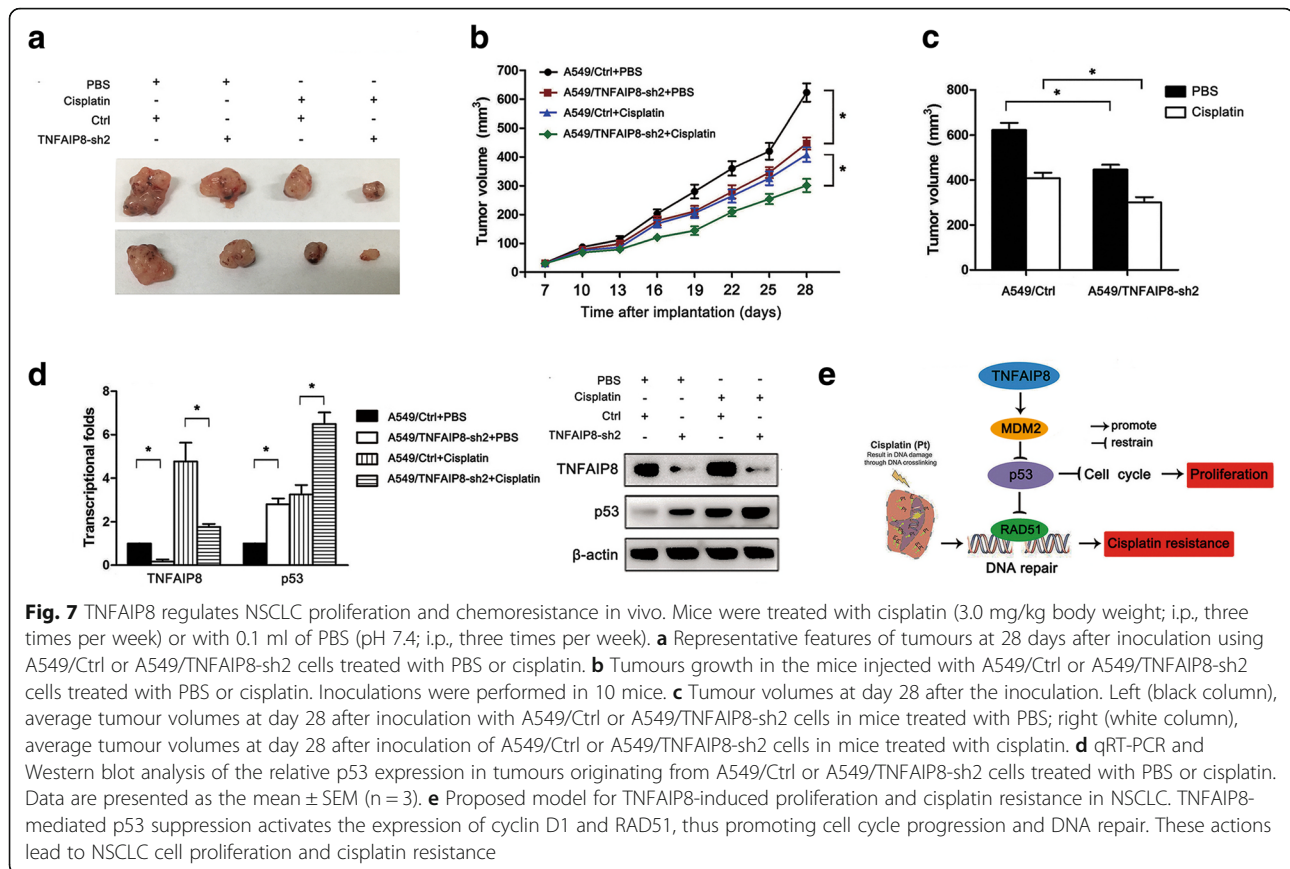 a
PBS + + - -
Cisplatin - - + +
Ctrl + - + -
TNFAIP8-sh2 - + - +
b
A549/Ctrl+PBS
A549/TNFAIP8-sh2+PBS
A549/Ctrl+Cisplatin
A549/TNFAIP8-sh2+Cisplatin
Tumor volume (mm³)
700
600
500
400
300
200
100
0
*
*
7 10 13 16 19 22 25 28
Time after implantation (days)
c
* *
PBS
Cisplatin
Tumor volume (mm³)
800
600
400
200
0
A549/Ctrl A549/TNFAIP8-sh2
d
Transcriptional folds
8
6
4
2
0
* * * *
TNFAIP8 p53
A549/Ctrl+PBS
A549/TNFAIP8-sh2+PBS
A549/Ctrl+Cisplatin
A549/TNFAIP8-sh2+Cisplatin
PBS + + - -
Cisplatin - - + +
Ctrl + - + -
TNFAIP8-sh2 - + - +
TNFAIP8
p53
β-actin
e
TNFAIP8
MDM2
promote
restrain
Cisplatin (Pt)
Result in DNA damage
through DNA crosslinking
p53
Cell cycle
Proliferation
RAD51
DNA repair
Cisplatin resistance
Fig. 7 TNFAIP8 regulates NSCLC proliferation and chemoresistance in vivo. Mice were treated with cisplatin (3.0 mg/kg body weight; i.p., three
times per week) or with 0.1 ml of PBS (pH 7.4; i.p., three times per week). a Representative features of tumours at 28 days after inoculation using
A549/Ctrl or A549/TNFAIP8-sh2 cells treated with PBS or cisplatin. b Tumours growth in the mice injected with A549/Ctrl or A549/TNFAIP8-sh2
cells treated with PBS or cisplatin. Inoculations were performed in 10 mice. c Tumour volumes at day 28 after the inoculation. Left (black column),
average tumour volumes at day 28 after inoculation with A549/Ctrl or A549/TNFAIP8-sh2 cells in mice treated with PBS; right (white column),
average tumour volumes at day 28 after inoculation of A549/Ctrl or A549/TNFAIP8-sh2 cells in mice treated with cisplatin. d qRT-PCR and
Western blot analysis of the relative p53 expression in tumours originating from A549/Ctrl or A549/TNFAIP8-sh2 cells treated with PBS or cisplatin.
Data are presented as the mean ± SEM (n = 3). e Proposed model for TNFAIP8-induced proliferation and cisplatin resistance in NSCLC. TNFAIP8-
mediated p53 suppression activates the expression of cyclin D1 and RAD51, thus promoting cell cycle progression and DNA repair. These actions
lead to NSCLC cell proliferation and cisplatin resistance